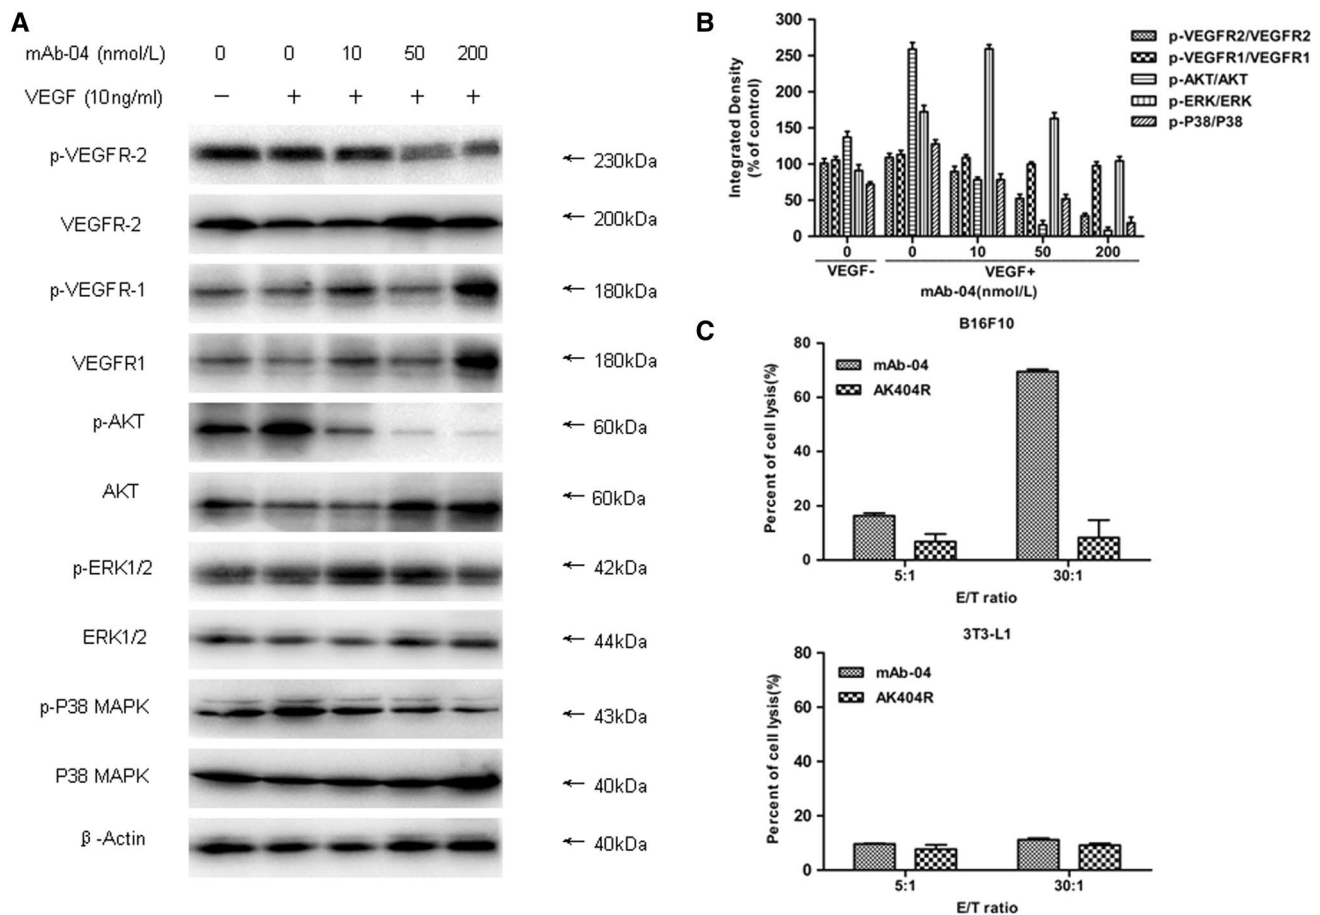 A
mAb-04 (nmol/L) 0 0 10 50 200
VEGF (10ng/ml) − + + + +
p-VEGFR-2 ← 230kDa
VEGFR-2 ← 200kDa
p-VEGFR-1 ← 180kDa
VEGFR1 ← 180kDa
p-AKT ← 60kDa
AKT ← 60kDa
p-ERK1/2 ← 42kDa
ERK1/2 ← 44kDa
p-P38 MAPK ← 43kDa
P38 MAPK ← 40kDa
β-Actin ← 40kDa
B
Integrated Density
(% of control)
300
250
200
150
100
50
0
p-VEGFR2/VEGFR2
p-VEGFR1/VEGFR1
p-AKT/AKT
p-ERK/ERK
p-P38/P38
0 0 10 50 200
VEGF- VEGF+
mAb-04(nmol/L)
C
B16F10
Percent of cell lysis(%)
80
60
40
20
0
mAb-04
AK404R
5:1 30:1
E/T ratio
3T3-L1
Percent of cell lysis(%)
80
60
40
20
0
mAb-04
AK404R
5:1 30:1
E/T ratio